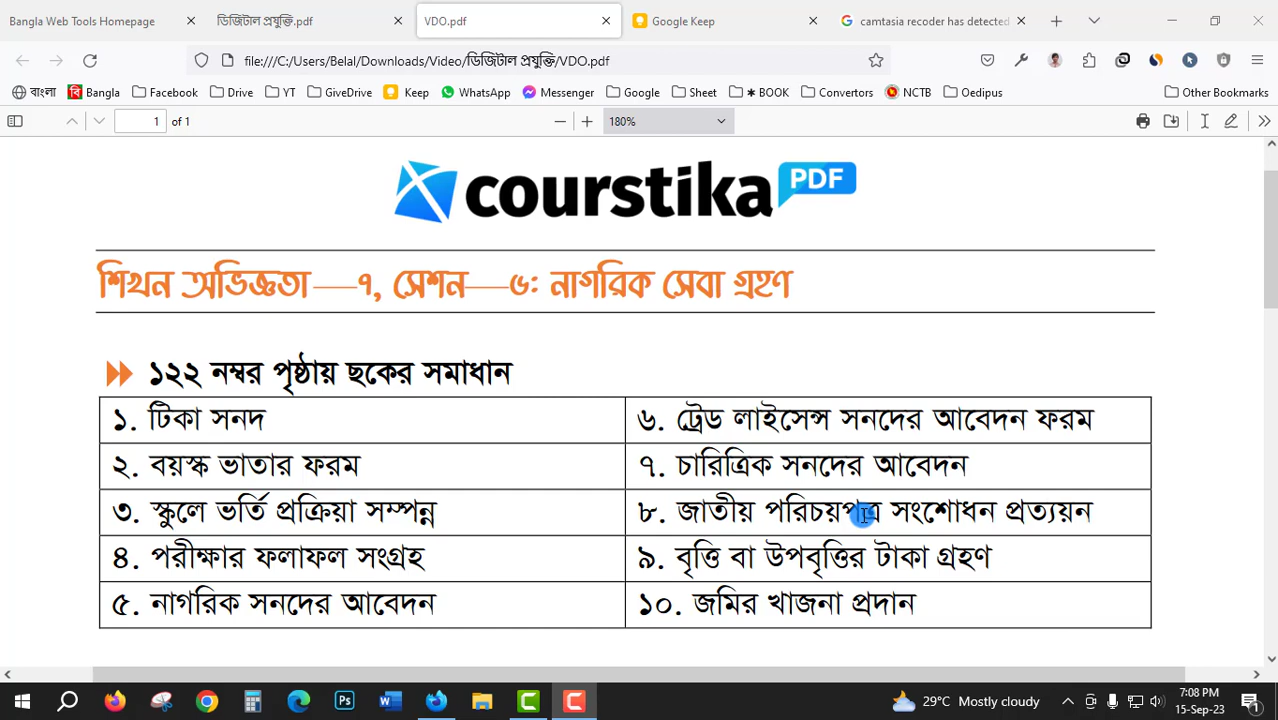 Bangla Web Tools Homepage
ডিজিটাল প্রযুক্তি.pdf
VDO.pdf
Google Keep
camtasia recoder has detected
file:///C:/Users/Belal/Downloads/Video/ডিজিটাল প্রযুক্তি/VDO.pdf
বাংলা বি Bangla Facebook Drive YT GiveDrive Keep WhatsApp Messenger Google Sheet ∗ BOOK Convertors NCTB Oedipus Other Bookmarks
1 of 1 180%
courstika PDF
শিখন অভিজ্ঞতা—৭, সেশন—৬: নাগরিক সেবা গ্রহণ
১২২ নম্বর পৃষ্ঠায় ছকের সমাধান
১. টিকা সনদ
৬. ট্রেড লাইসেন্স সনদের আবেদন ফরম
২. বয়স্ক ভাতার ফরম
৭. চারিত্রিক সনদের আবেদন
৩. স্কুলে ভর্তি প্রক্রিয়া সম্পন্ন
৮. জাতীয় পরিচয়পত্র সংশোধন প্রত্যয়ন
৪. পরীক্ষার ফলাফল সংগ্রহ
৯. বৃত্তি বা উপবৃত্তির টাকা গ্রহণ
৫. নাগরিক সনদের আবেদন
১০. জমির খাজনা প্রদান
29°C Mostly cloudy
7:08 PM
15-Sep-23